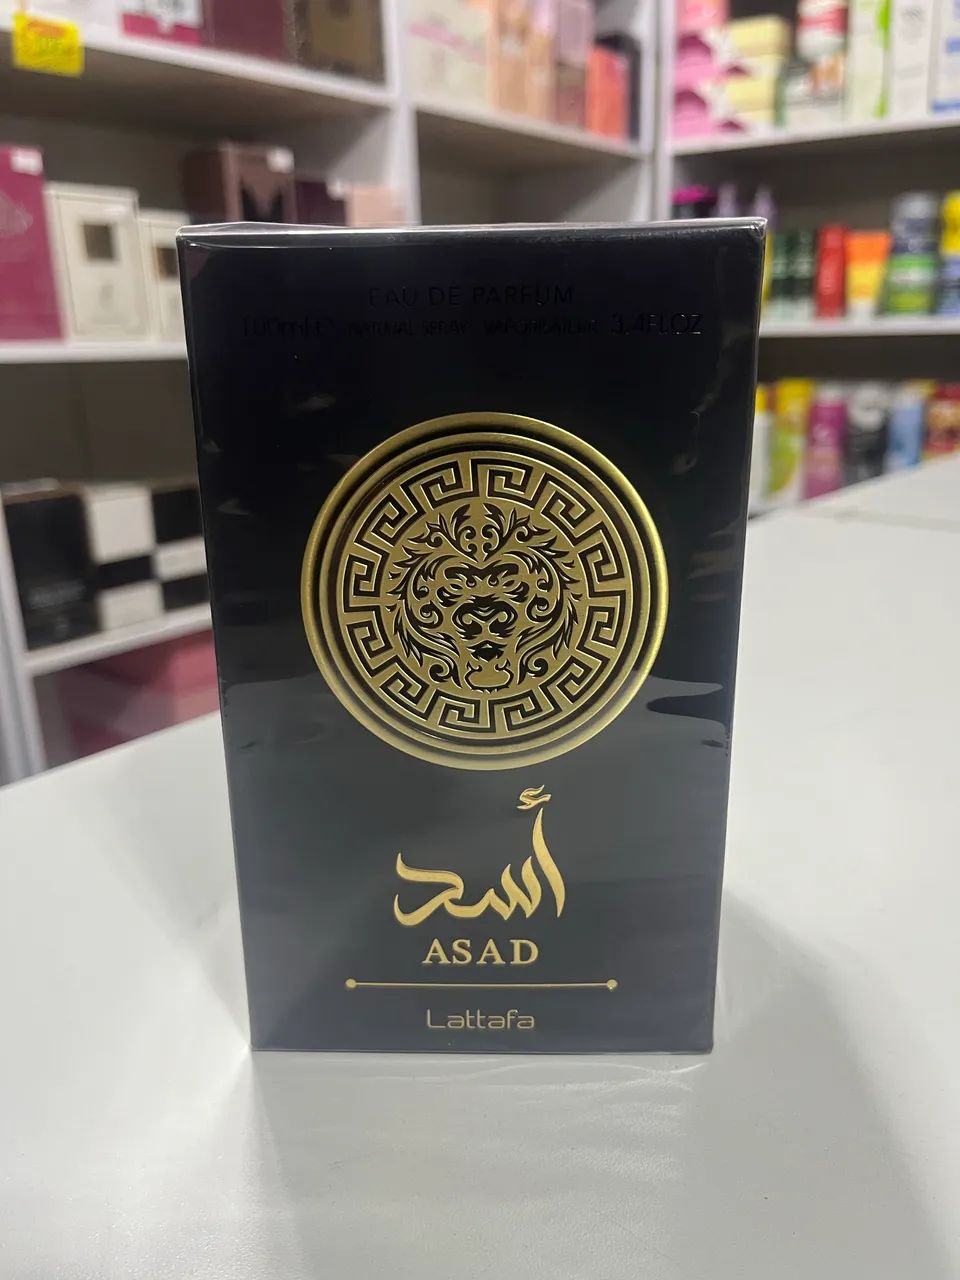 EAU DE PARFUM
100ml e NATURAL SPRAY VAPORISATEUR 3.4FL.OZ
أسد
ASAD
Lattafa